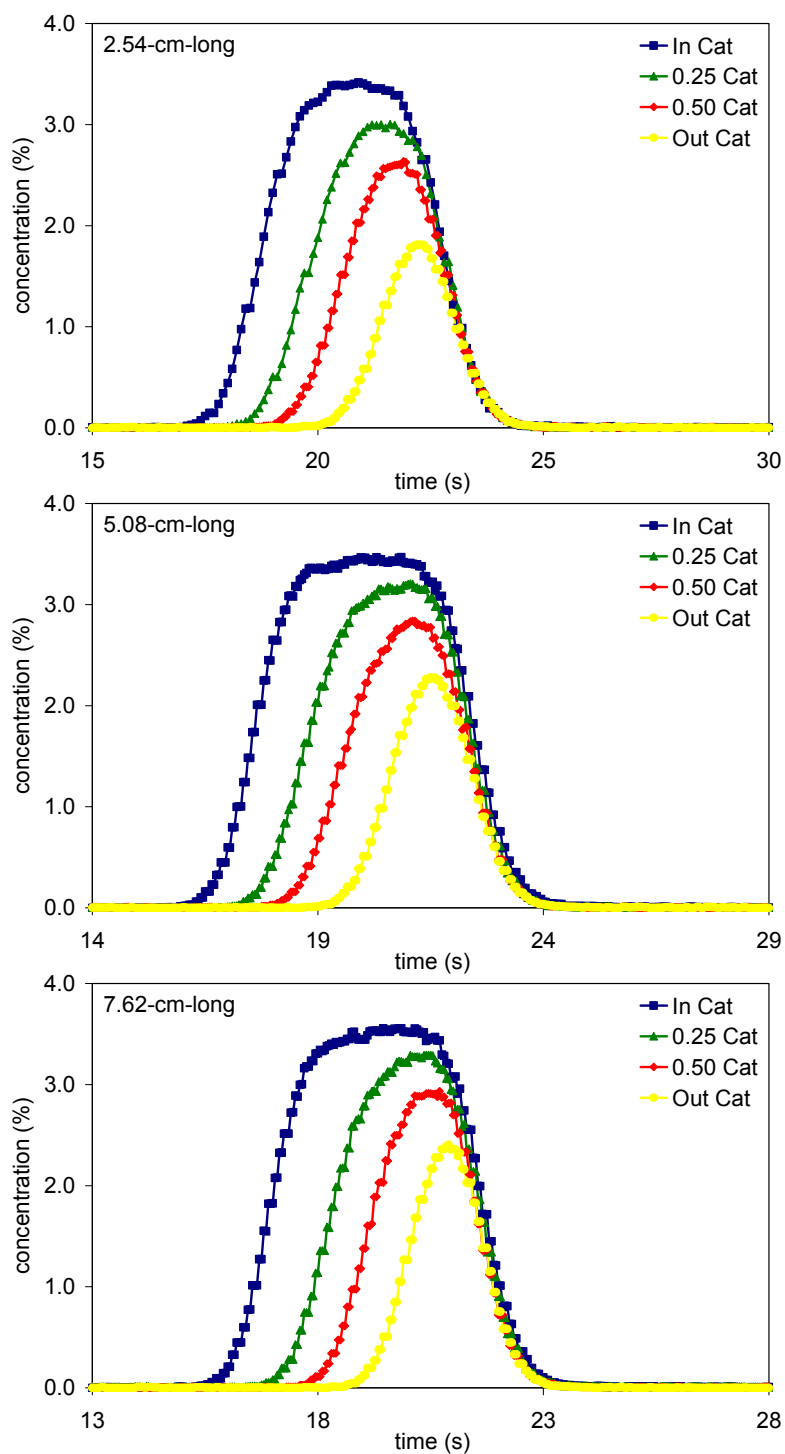 4.0
2.54-cm-long
In Cat
0.25 Cat
0.50 Cat
Out Cat
3.0
2.0
1.0
0.0
concentration (%)
15 20 25 30
time (s)
4.0
5.08-cm-long
In Cat
0.25 Cat
0.50 Cat
Out Cat
3.0
2.0
1.0
0.0
concentration (%)
14 19 24 29
time (s)
4.0
7.62-cm-long
In Cat
0.25 Cat
0.50 Cat
Out Cat
3.0
2.0
1.0
0.0
concentration (%)
13 18 23 28
time (s)